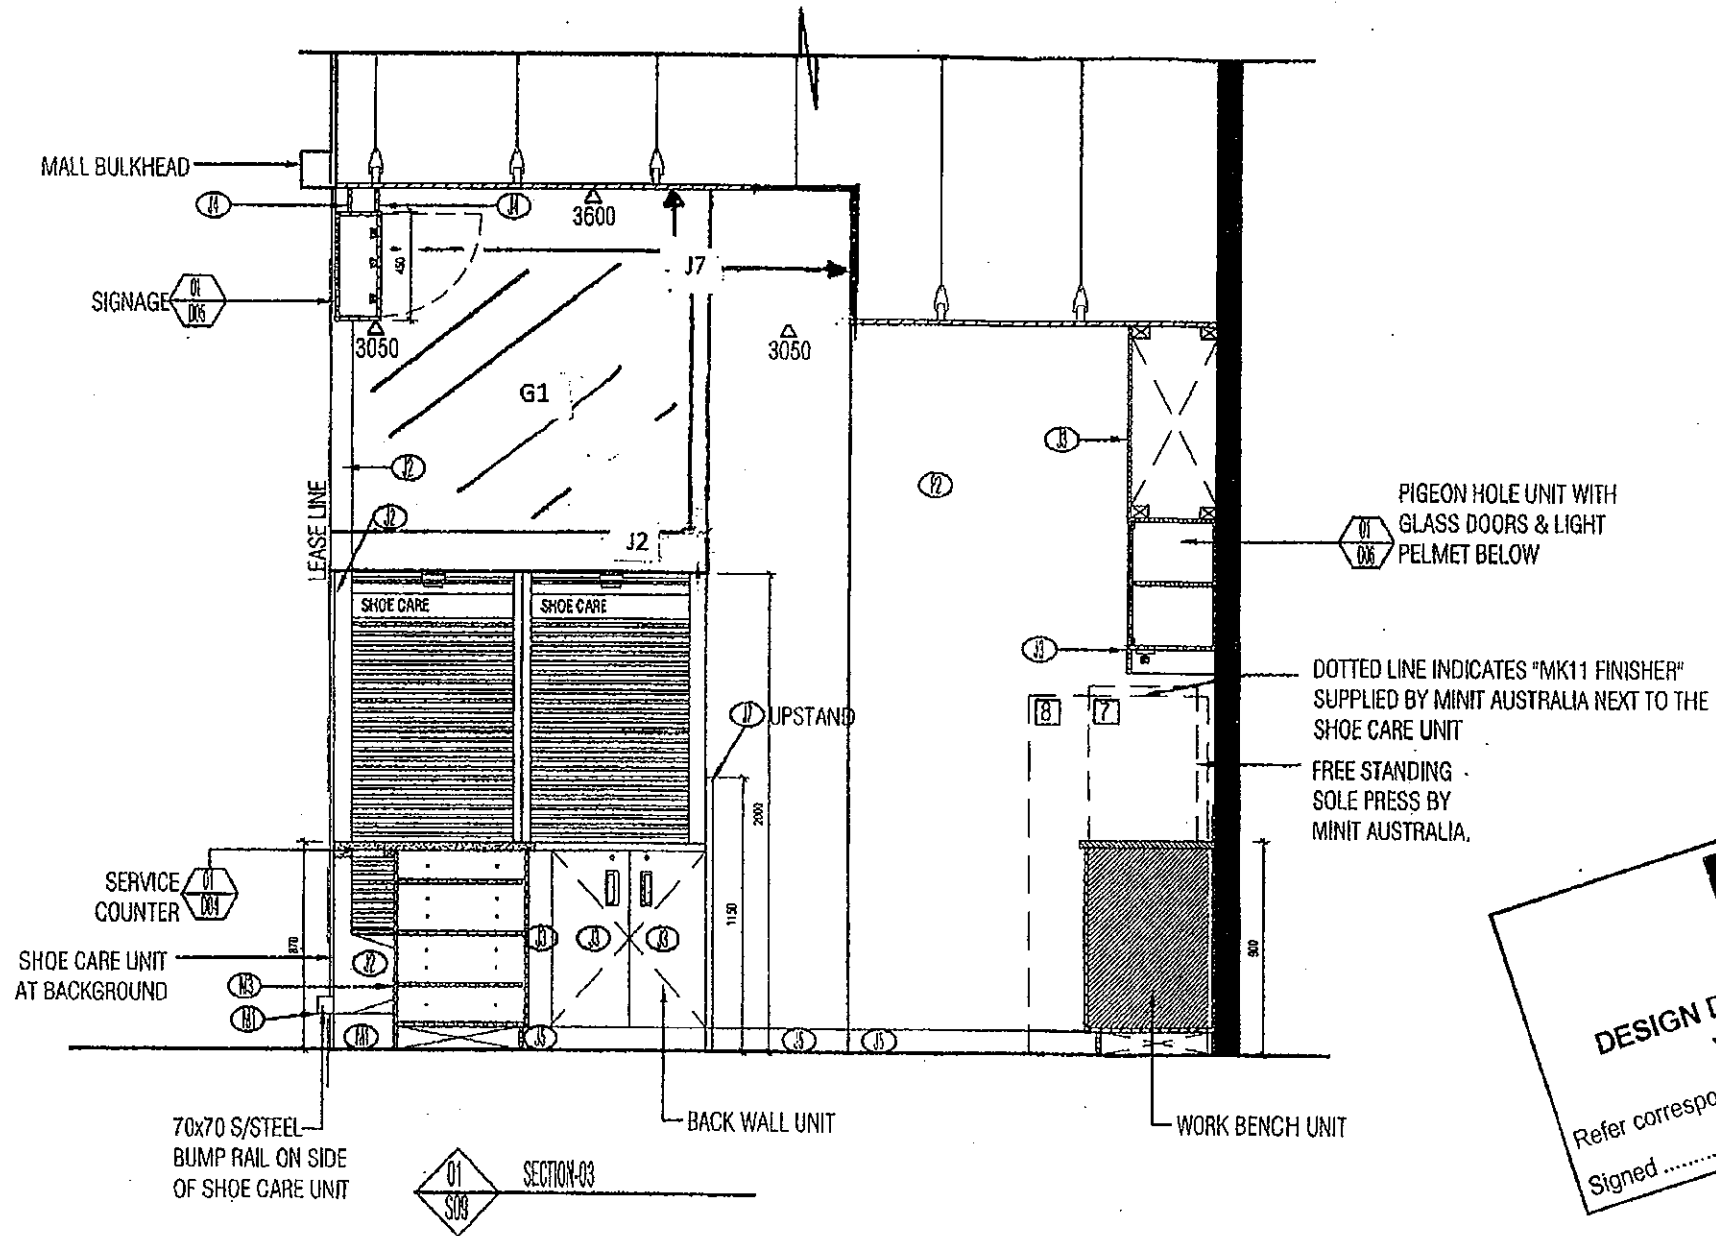 MALL BULKHEAD
J4
J4
3600
J7
450
SIGNAGE
01
D05
3050
3050
G1
J3
J2
P2
LEASE LINE
J2
J2
PIGEON HOLE UNIT WITH
GLASS DOORS & LIGHT
PELMET BELOW
01
D06
SHOE CARE
SHOE CARE
J3
DOTTED LINE INDICATES "MK11 FINISHER"
SUPPLIED BY MINIT AUSTRALIA NEXT TO THE
SHOE CARE UNIT
8
7
J7
UPSTAND
FREE STANDING
SOLE PRESS BY
MINIT AUSTRALIA.
2000
SERVICE
COUNTER
01
D04
870
1150
900
J3
J3
J3
J2
SHOE CARE UNIT
AT BACKGROUND
M3
M1
J5
J5
DESIGN D
Refer correspo
Signed ..........
70x70 S/STEEL
BUMP RAIL ON SIDE
OF SHOE CARE UNIT
BACK WALL UNIT
WORK BENCH UNIT
01
S09
SECTION-03